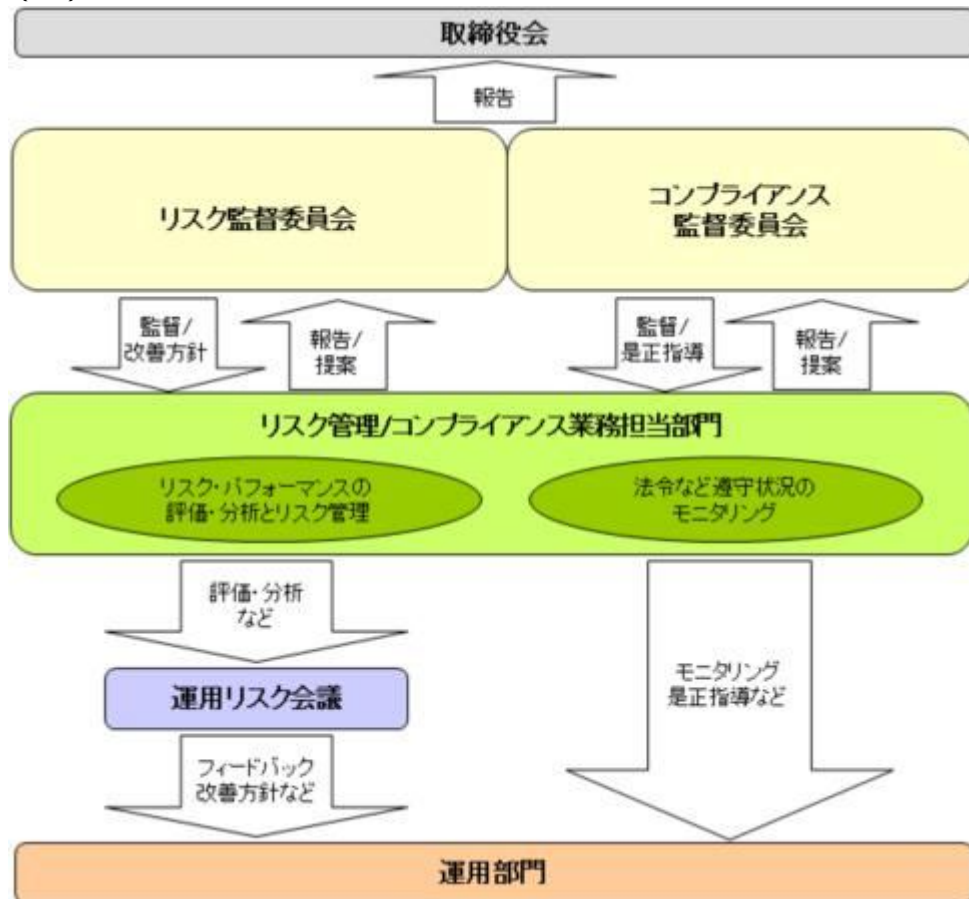 取締役会
報告
リスク監督委員会
コンプライアンス
監督委員会
監督/
改善方針
報告/
提案
監督/
是正指導
報告/
提案
リスク管理/コンプライアンス業務担当部門
リスク・パフォーマンスの
評価・分析とリスク管理
法令など遵守状況の
モニタリング
評価・分析
など
運用リスク会議
フィードバック
改善方針など
モニタリング
是正指導など
運用部門